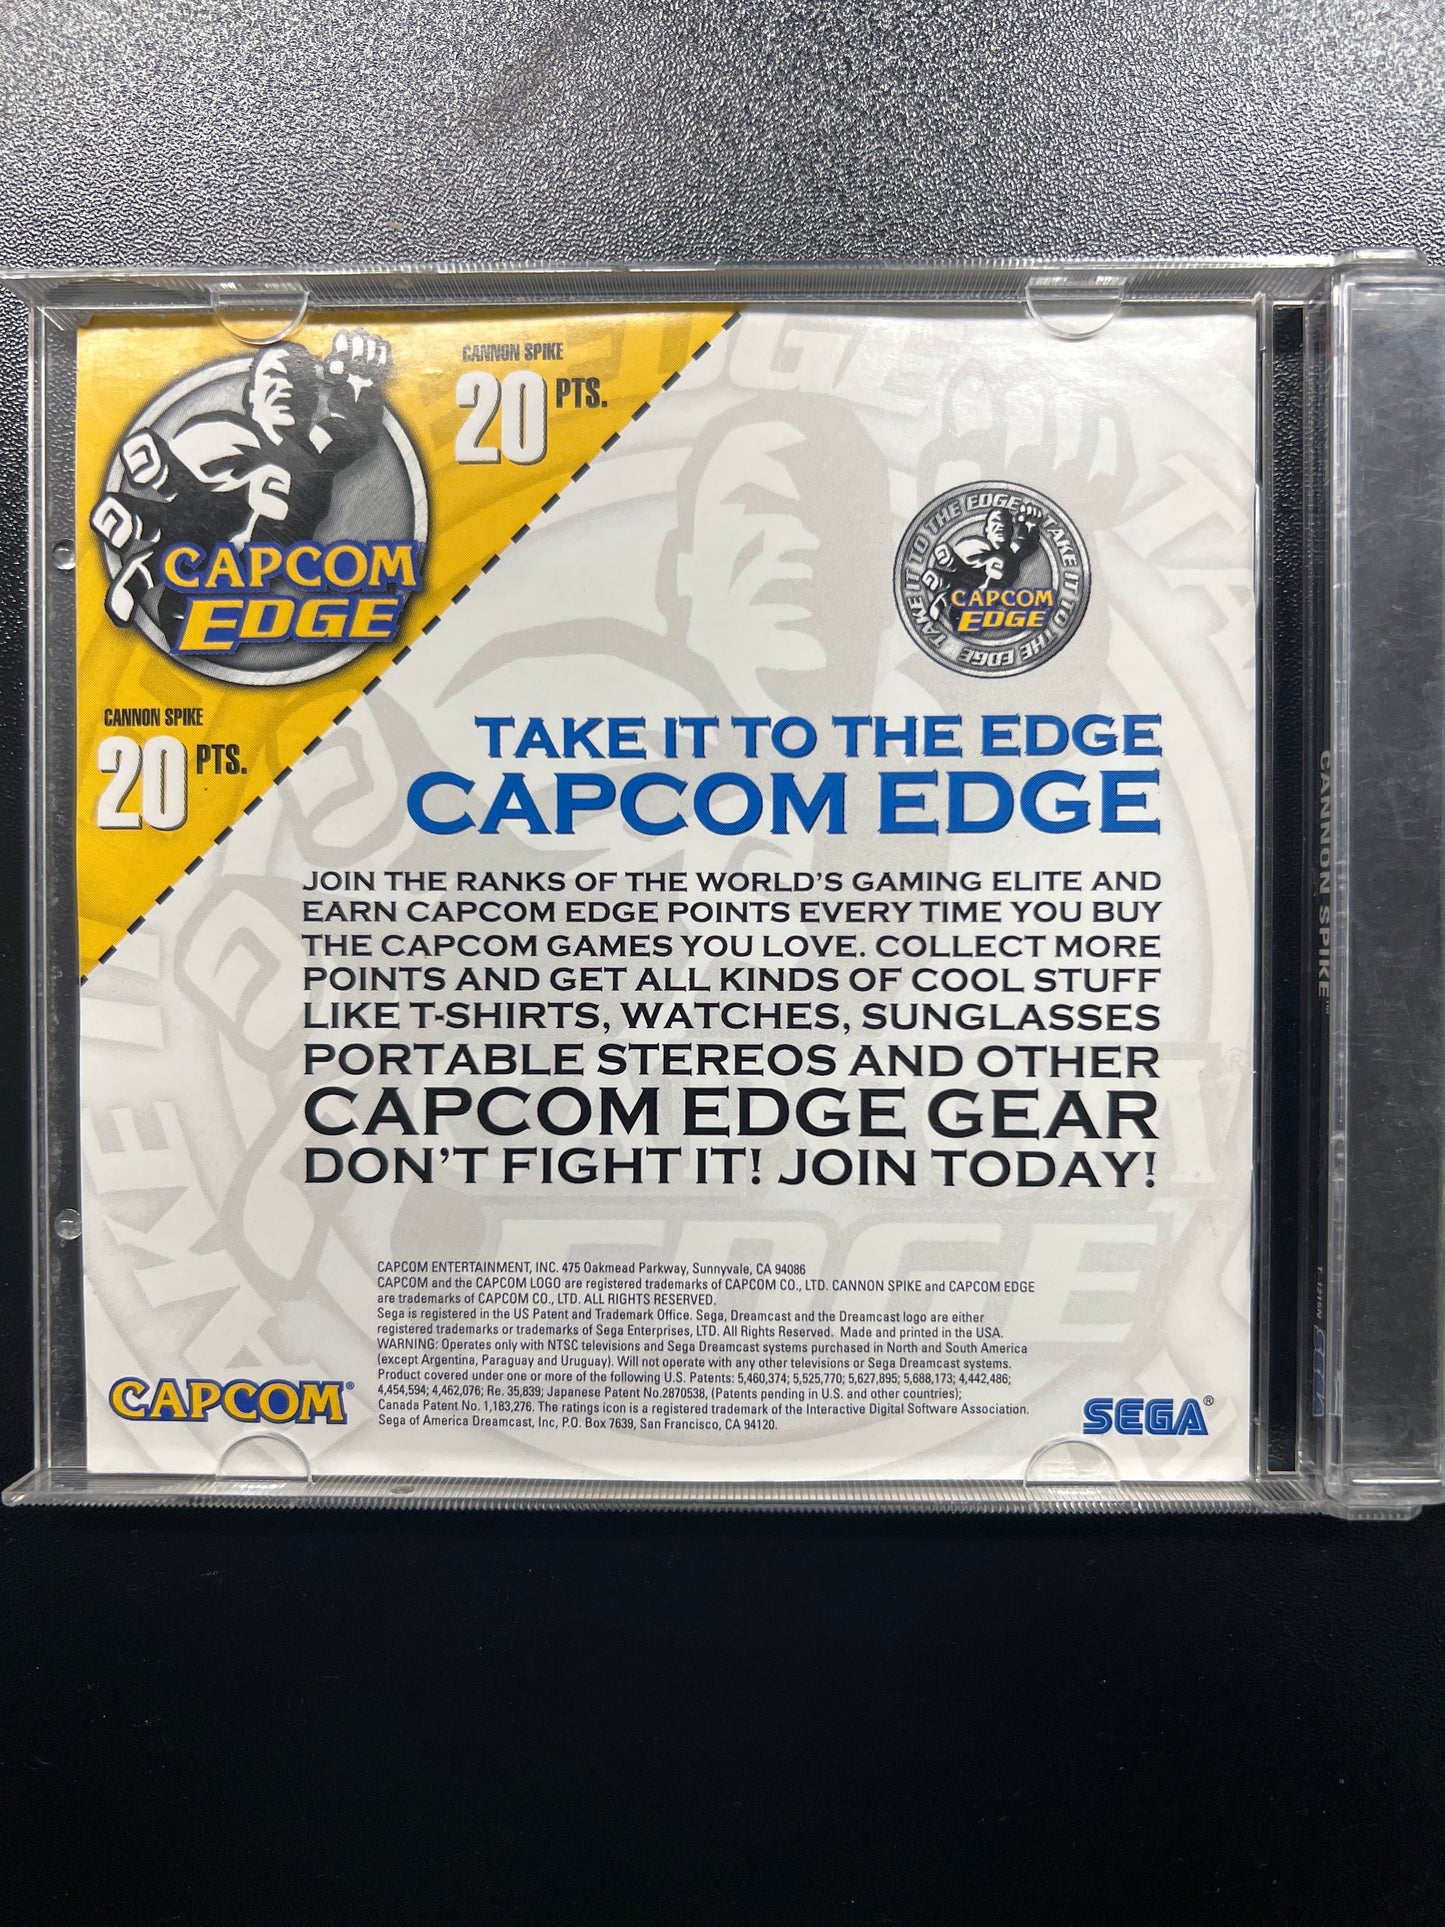 CANNON SPIKE
20 PTS.
CAPCOM
EDGE
CANNON SPIKE
20 PTS.
TAKE IT TO THE EDGE TAKE IT TO THE EDGE
CAPCOM
EDGE
TAKE IT TO THE EDGE
CAPCOM EDGE
JOIN THE RANKS OF THE WORLD'S GAMING ELITE AND
EARN CAPCOM EDGE POINTS EVERY TIME YOU BUY
THE CAPCOM GAMES YOU LOVE. COLLECT MORE
POINTS AND GET ALL KINDS OF COOL STUFF
LIKE T-SHIRTS, WATCHES, SUNGLASSES
PORTABLE STEREOS AND OTHER
CAPCOM EDGE GEAR
DON'T FIGHT IT! JOIN TODAY!
CAPCOM ENTERTAINMENT, INC. 475 Oakmead Parkway, Sunnyvale, CA 94086
CAPCOM and the CAPCOM LOGO are registered trademarks of CAPCOM CO., LTD. CANNON SPIKE and CAPCOM EDGE
are trademarks of CAPCOM CO., LTD. ALL RIGHTS RESERVED.
Sega is registered in the US Patent and Trademark Office. Sega, Dreamcast and the Dreamcast logo are either
registered trademarks or trademarks of Sega Enterprises, LTD. All Rights Reserved. Made and printed in the USA.
WARNING: Operates only with NTSC televisions and Sega Dreamcast systems purchased in North and South America
(except Argentina, Paraguay and Uruguay). Will not operate with any other televisions or Sega Dreamcast systems.
Product covered under one or more of the following U.S. Patents: 5,460,374; 5,525,770; 5,627,895; 5,688,173; 4,442,486;
4,454,594; 4,462,076; Re. 35,839; Japanese Patent No.2870538, (Patents pending in U.S. and other countries);
Canada Patent No. 1,183,276. The ratings icon is a registered trademark of the Interactive Digital Software Association.
Sega of America Dreamcast, Inc, P.O. Box 7639, San Francisco, CA 94120.
CAPCOM®
SEGA®
CANNON SPIKE™
T-1215N
SEGA